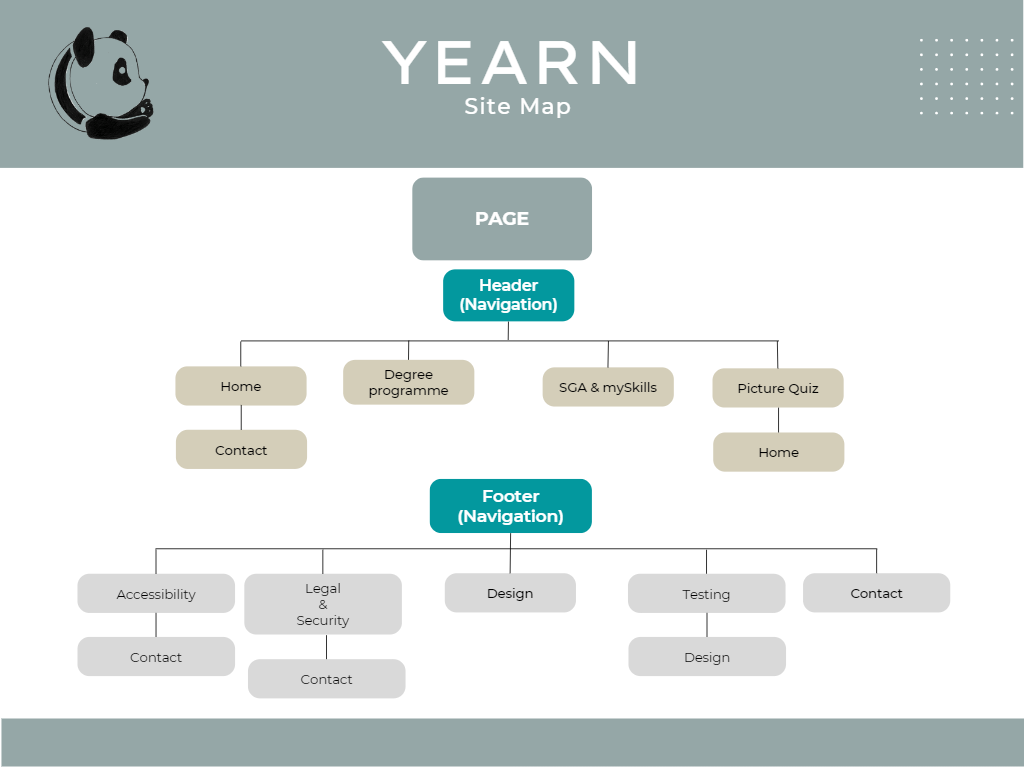 YEARN
Site Map
PAGE
Header
(Navigation)
Home
Degree
programme
SGA & mySkills
Picture Quiz
Contact
Home
Footer
(Navigation)
Accessibility
Legal
&
Security
Design
Testing
Contact
Contact
Contact
Design